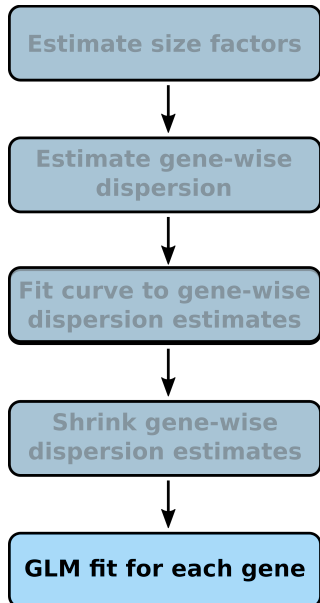 Estimate size factors
Estimate gene-wise
dispersion
Fit curve to gene-wise
dispersion estimates
Shrink gene-wise
dispersion estimates
GLM fit for each gene